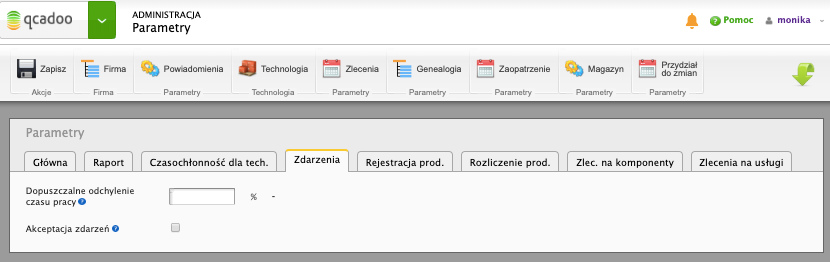 qcadoo
ADMINISTRACJA
Parametry
Pomoc
monika
Zapisz
Firma
Powiadomienia
Technologia
Zlecenia
Genealogia
Zaopatrzenie
Magazyn
Przydział
do zmian
Akcje
Firma
Parametry
Technologia
Parametry
Parametry
Parametry
Parametry
Parametry
Parametry
Główna
Raport
Czasochłonność dla tech.
Zdarzenia
Rejestracja prod.
Rozliczenie prod.
Zlec. na komponenty
Zlecenia na usługi
Dopuszczalne odchylenie
czasu pracy ?
% -
Akceptacja zdarzeń ?